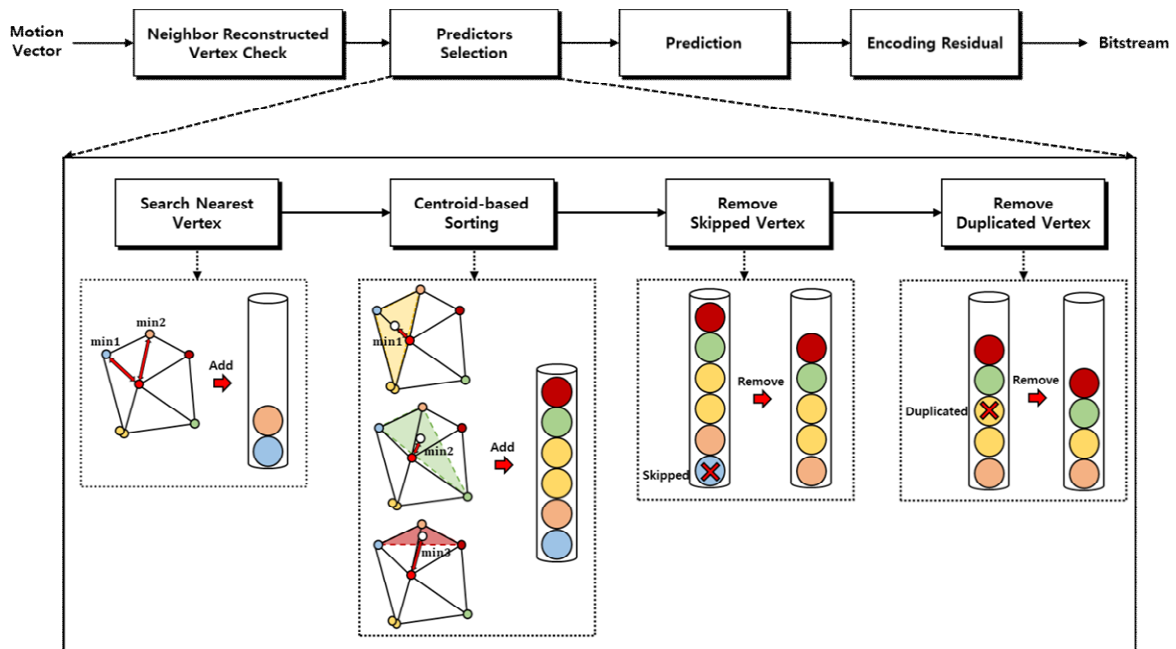 Motion
Vector
Neighbor Reconstructed
Vertex Check
Predictors
Selection
Prediction
Encoding Residual
Bitstream
Search Nearest
Vertex
Centroid-based
Sorting
Remove
Skipped Vertex
Remove
Duplicated Vertex
min1
min2
Add
min1
min2
min3
Add
Skipped
Remove
Duplicated
Remove